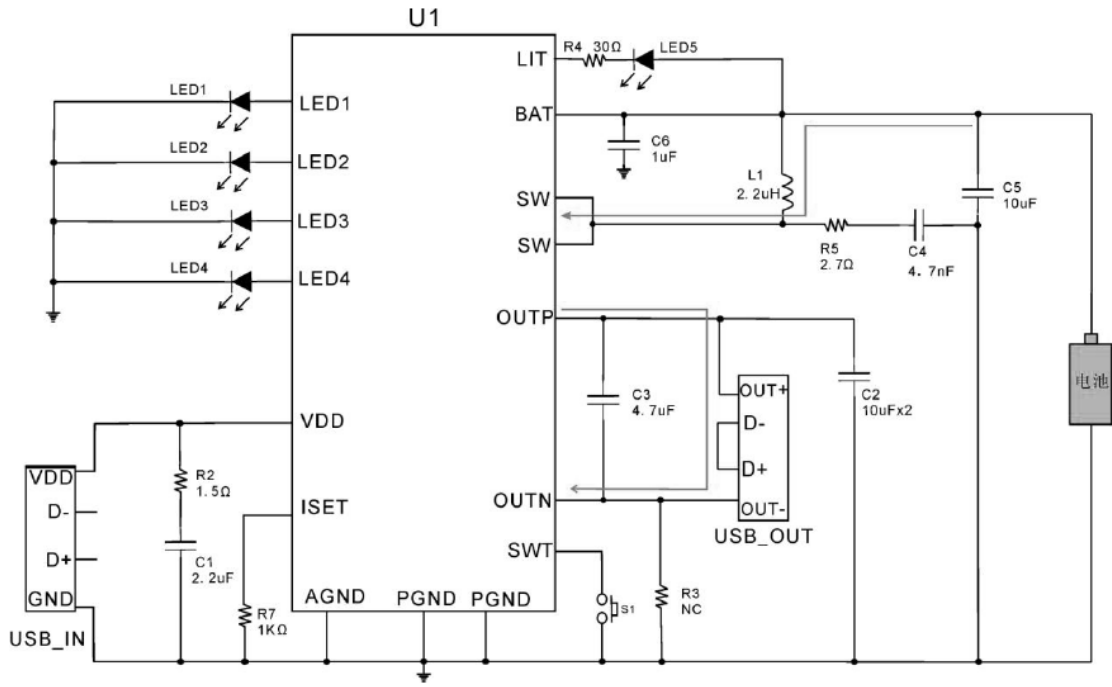 U1
R4 30Ω LED5
LIT
LED1
LED1
BAT
C6
1uF
LED2
LED2
L1
2.2uH
SW
C5
10uF
LED3
LED3
SW
R5
2.7Ω
C4
4.7nF
LED4
LED4
OUTP
电池
C3
4.7uF
OUT+
D-
D+
OUT-
USB_OUT
C2
10uFx2
VDD
VDD
D-
D+
GND
USB_IN
R2
1.5Ω
C1
2.2uF
ISET
OUTN
SWT
R7
1KΩ
AGND
PGND
PGND
S1
R3
NC